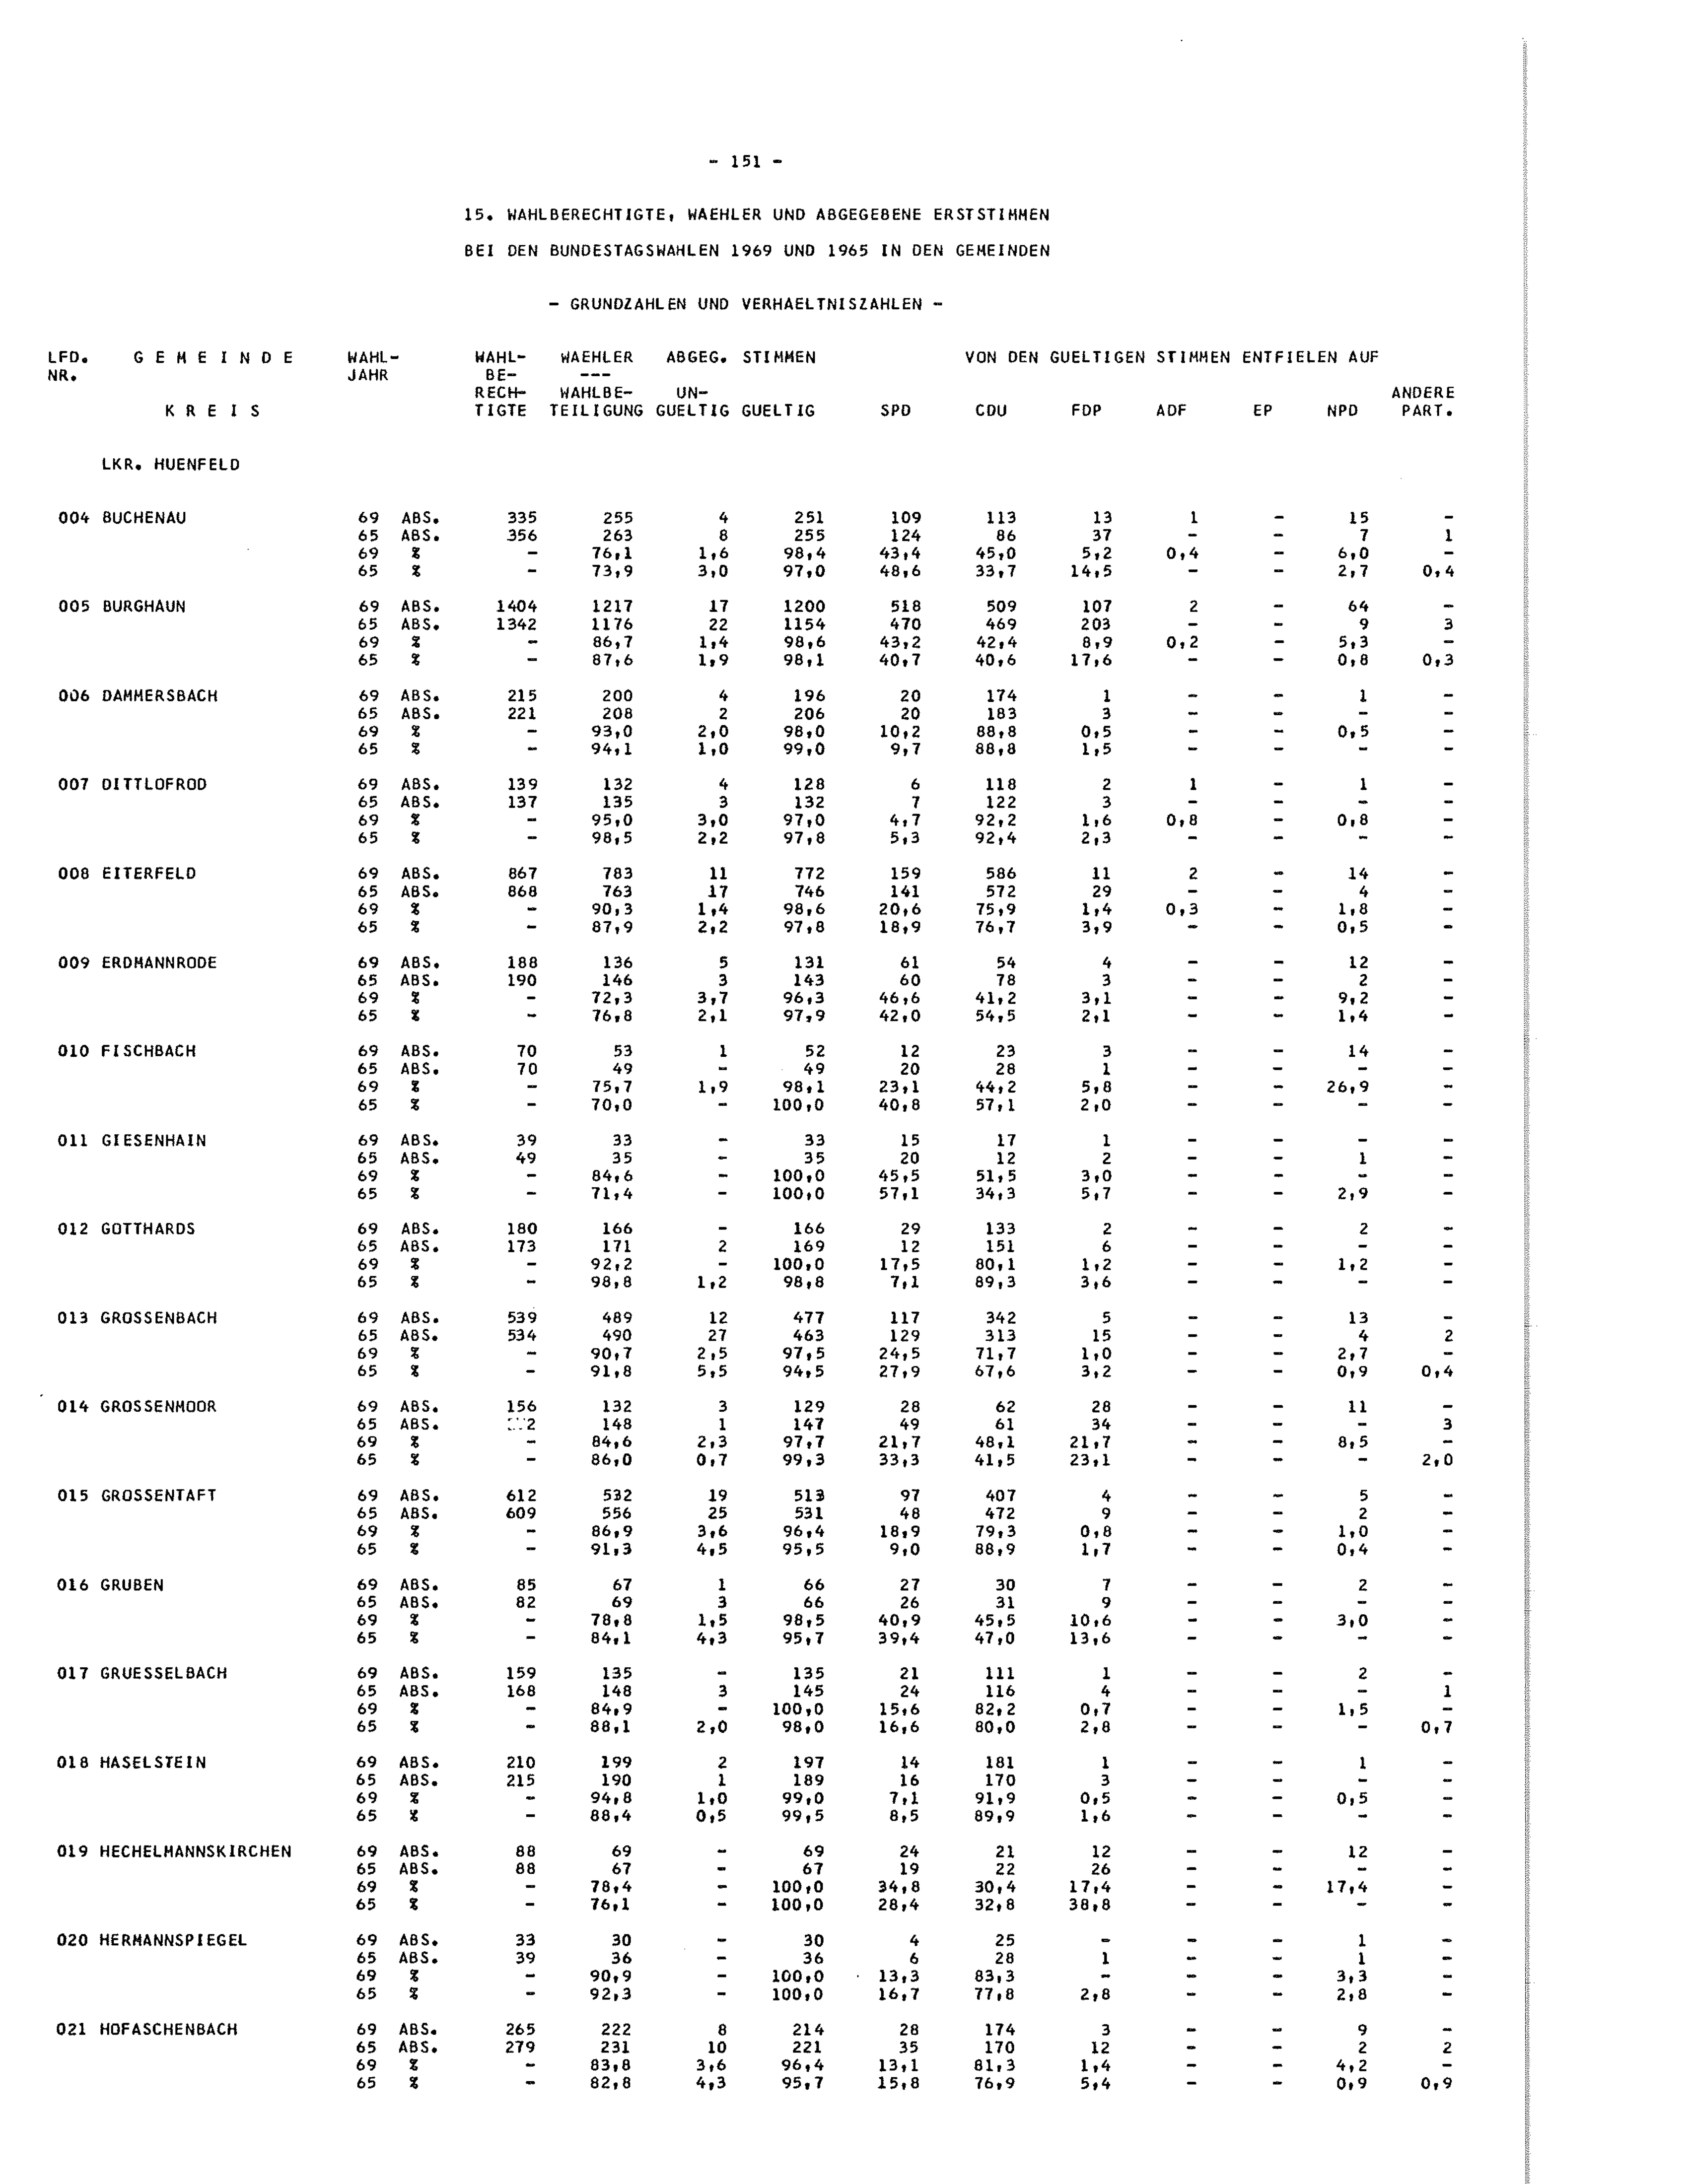 - 151 -
15. WAHLBERECHTIGTE, WAEHLER UND ABGEGEBENE ERSTSTIMMEN
BEI DEN BUNDESTAGSWAHLEN 1969 UND 1965 IN DEN GEMEINDEN
- GRUNDZAHLEN UND VERHAELTNISZAHLEN -
LFD. G E M E I N D E WAHL- WAHL- WAEHLER ABGEG. STIMMEN VON DEN GUELTIGEN STIMMEN ENTFIELEN AUF
NR. JAHR BE- ---
RECH- WAHLBE- UN- ANDERE
K R E I S TIGTE TEILIGUNG GUELTIG GUELTIG SPD CDU FDP ADF EP NPD PART.
LKR. HUENFELD
004 BUCHENAU 69 ABS. 335 255 4 251 109 113 13 1 - 15 -
65 ABS. 356 263 8 255 124 86 37 - - 7 1
69 % - 76,1 1,6 98,4 43,4 45,0 5,2 0,4 - 6,0 -
65 % - 73,9 3,0 97,0 48,6 33,7 14,5 - - 2,7 0,4
005 BURGHAUN 69 ABS. 1404 1217 17 1200 518 509 107 2 - 64 -
65 ABS. 1342 1176 22 1154 470 469 203 - - 9 3
69 % - 86,7 1,4 98,6 43,2 42,4 8,9 0,2 - 5,3 -
65 % - 87,6 1,9 98,1 40,7 40,6 17,6 - - 0,8 0,3
006 DAMMERSBACH 69 ABS. 215 200 4 196 20 174 1 - - 1 -
65 ABS. 221 208 2 206 20 183 3 - - - -
69 % - 93,0 2,0 98,0 10,2 88,8 0,5 - - 0,5 -
65 % - 94,1 1,0 99,0 9,7 88,8 1,5 - - - -
007 DITTLOFROD 69 ABS. 139 132 4 128 6 118 2 1 - 1 -
65 ABS. 137 135 3 132 7 122 3 - - - -
69 % - 95,0 3,0 97,0 4,7 92,2 1,6 0,8 - 0,8 -
65 % - 98,5 2,2 97,8 5,3 92,4 2,3 - - - -
008 EITERFELD 69 ABS. 867 783 11 772 159 586 11 2 - 14 -
65 ABS. 868 763 17 746 141 572 29 - - 4 -
69 % - 90,3 1,4 98,6 20,6 75,9 1,4 0,3 - 1,8 -
65 % - 87,9 2,2 97,8 18,9 76,7 3,9 - - 0,5 -
009 ERDMANNRODE 69 ABS. 188 136 5 131 61 54 4 - - 12 -
65 ABS. 190 146 3 143 60 78 3 - - 2 -
69 % - 72,3 3,7 96,3 46,6 41,2 3,1 - - 9,2 -
65 % - 76,8 2,1 97,9 42,0 54,5 2,1 - - 1,4 -
010 FISCHBACH 69 ABS. 70 53 1 52 12 23 3 - - 14 -
65 ABS. 70 49 - 49 20 28 1 - - - -
69 % - 75,7 1,9 98,1 23,1 44,2 5,8 - - 26,9 -
65 % - 70,0 - 100,0 40,8 57,1 2,0 - - - -
011 GIESENHAIN 69 ABS. 39 33 - 33 15 17 1 - - - -
65 ABS. 49 35 - 35 20 12 2 - - 1 -
69 % - 84,6 - 100,0 45,5 51,5 3,0 - - - -
65 % - 71,4 - 100,0 57,1 34,3 5,7 - - 2,9 -
012 GOTTHARDS 69 ABS. 180 166 - 166 29 133 2 - - 2 -
65 ABS. 173 171 2 169 12 151 6 - - - -
69 % - 92,2 - 100,0 17,5 80,1 1,2 - - 1,2 -
65 % - 98,8 1,2 98,8 7,1 89,3 3,6 - - - -
013 GROSSENBACH 69 ABS. 539 489 12 477 117 342 5 - - 13 -
65 ABS. 534 490 27 463 129 313 15 - - 4 2
69 % - 90,7 2,5 97,5 24,5 71,7 1,0 - - 2,7 -
65 % - 91,8 5,5 94,5 27,9 67,6 3,2 - - 0,9 0,4
014 GROSSENMOOR 69 ABS. 156 132 3 129 28 62 28 - - 11 -
65 ABS. 148 1 147 49 61 34 - - - 3
69 % - 84,6 2,3 97,7 21,7 48,1 21,7 - - 8,5 -
65 % - 86,0 0,7 99,3 33,3 41,5 23,1 - - - 2,0
015 GROSSENTAFT 69 ABS. 612 532 19 513 97 407 4 - - 5 -
65 ABS. 609 556 25 531 48 472 9 - - 2 -
69 % - 86,9 3,6 96,4 18,9 79,3 0,8 - - 1,0 -
65 % - 91,3 4,5 95,5 9,0 88,9 1,7 - - 0,4 -
016 GRUBEN 69 ABS. 85 67 1 66 27 30 7 - - 2 -
65 ABS. 82 69 3 66 26 31 9 - - - -
69 % - 78,8 1,5 98,5 40,9 45,5 10,6 - - 3,0 -
65 % - 84,1 4,3 95,7 39,4 47,0 13,6 - - - -
017 GRUESSELBACH 69 ABS. 159 135 - 135 21 111 1 - - 2 -
65 ABS. 168 148 3 145 24 116 4 - - - 1
69 % - 84,9 - 100,0 15,6 82,2 0,7 - - 1,5 -
65 % - 88,1 2,0 98,0 16,6 80,0 2,8 - - - 0,7
018 HASELSTEIN 69 ABS. 210 199 2 197 14 181 1 - - 1 -
65 ABS. 215 190 1 189 16 170 3 - - - -
69 % - 94,8 1,0 99,0 7,1 91,9 0,5 - - 0,5 -
65 % - 88,4 0,5 99,5 8,5 89,9 1,6 - - - -
019 HECHELMANNSKIRCHEN 69 ABS. 88 69 - 69 24 21 12 - - 12 -
65 ABS. 88 67 - 67 19 22 26 - - - -
69 % - 78,4 - 100,0 34,8 30,4 17,4 - - 17,4 -
65 % - 76,1 - 100,0 28,4 32,8 38,8 - - - -
020 HERMANNSPIEGEL 69 ABS. 33 30 - 30 4 25 - - - 1 -
65 ABS. 39 36 - 36 6 28 1 - - 1 -
69 % - 90,9 - 100,0 13,3 83,3 - - - 3,3 -
65 % - 92,3 - 100,0 16,7 77,8 2,8 - - 2,8 -
021 HOFASCHENBACH 69 ABS. 265 222 8 214 28 174 3 - - 9 -
65 ABS. 279 231 10 221 35 170 12 - - 2 2
69 % - 83,8 3,6 96,4 13,1 81,3 1,4 - - 4,2 -
65 % - 82,8 4,3 95,7 15,8 76,9 5,4 - - 0,9 0,9